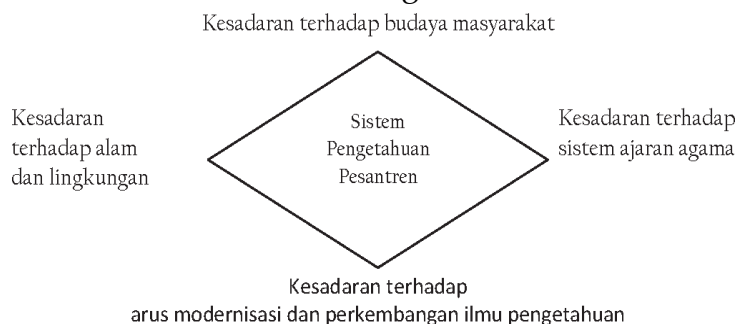 Kesadaran terhadap budaya masyarakat
Kesadaran
terhadap alam
dan lingkungan
Sistem
Pengetahuan
Pesantren
Kesadaran terhadap
sistem ajaran agama
Kesadaran terhadap
arus modernisasi dan perkembangan ilmu pengetahuan